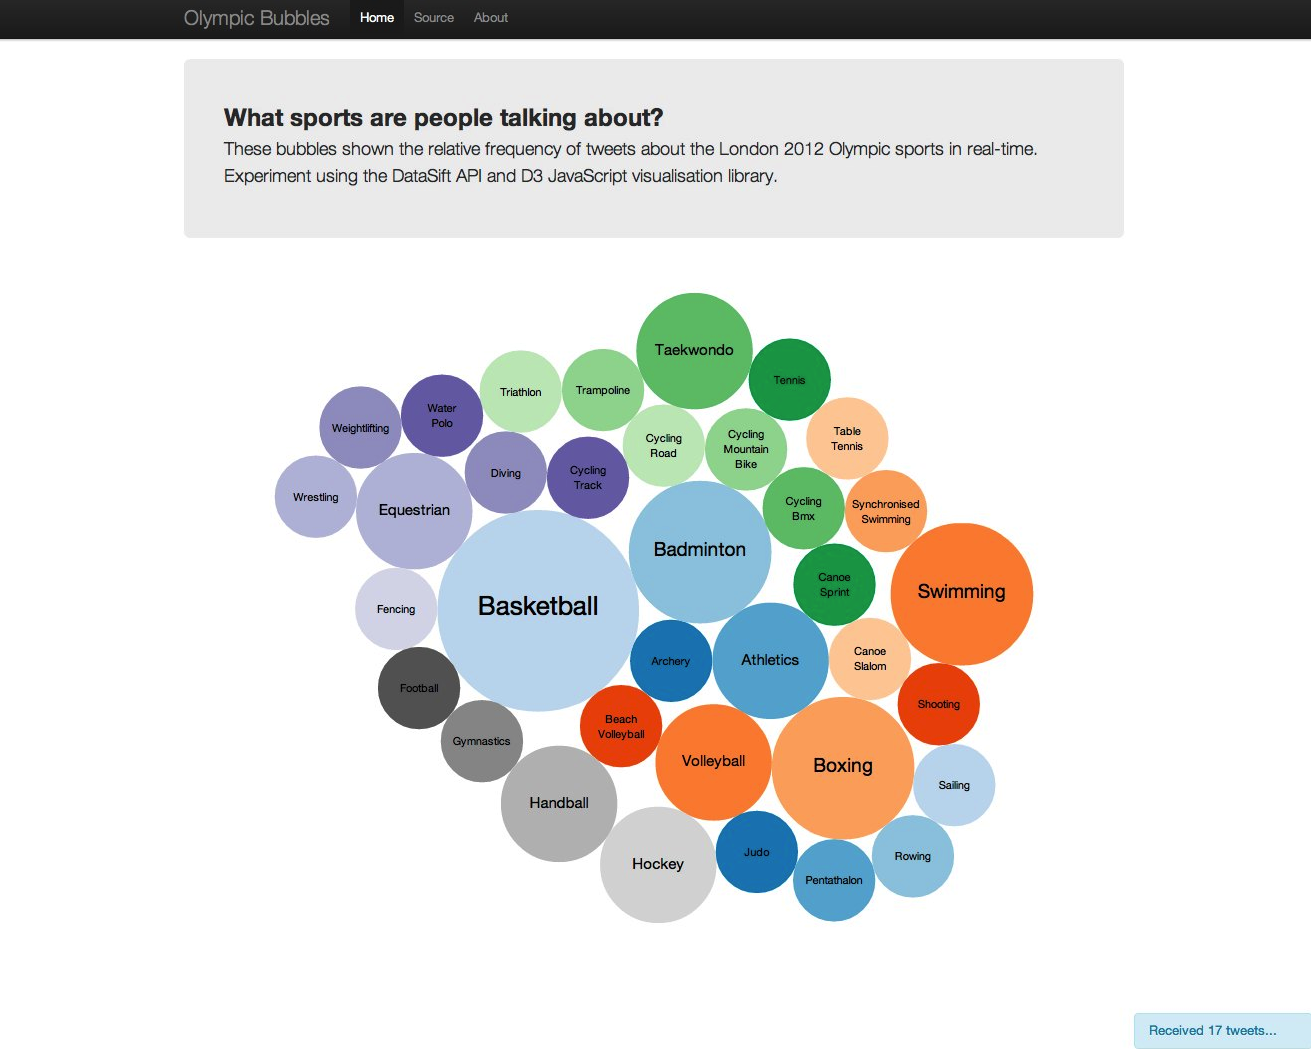 Olympic Bubbles Home Source About
What sports are people talking about?
These bubbles shown the relative frequency of tweets about the London 2012 Olympic sports in real-time.
Experiment using the DataSift API and D3 JavaScript visualisation library.
Taekwondo
Tennis
Triathlon
Trampoline
Water
Polo
Weightlifting
Cycling
Road
Cycling
Mountain
Bike
Table
Tennis
Diving
Cycling
Track
Wrestling
Equestrian
Cycling
Bmx
Synchronised
Swimming
Badminton
Canoe
Sprint
Swimming
Fencing
Basketball
Archery
Athletics
Canoe
Slalom
Football
Shooting
Beach
Volleyball
Gymnastics
Volleyball
Boxing
Sailing
Handball
Hockey
Judo
Rowing
Pentathalon
Received 17 tweets...